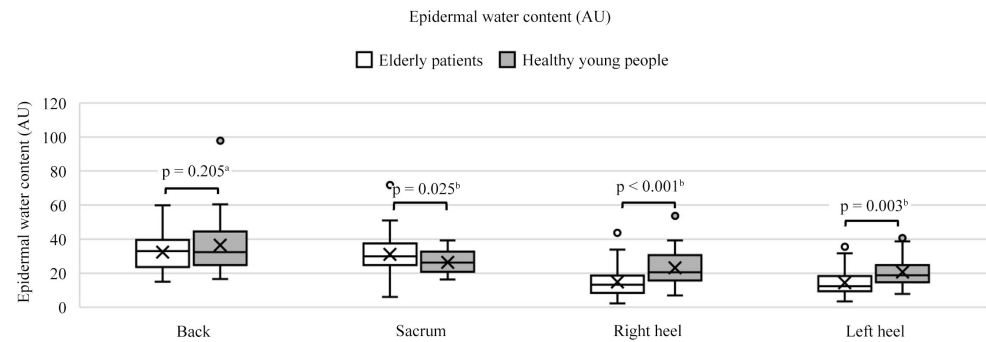 Epidermal water content (AU)
Elderly patients Healthy young people
Epidermal water content (AU)
120
100
80
60
40
20
0
p = 0.205ᵃ
p = 0.025ᵇ
p < 0.001ᵇ
p = 0.003ᵇ
Back Sacrum Right heel Left heel